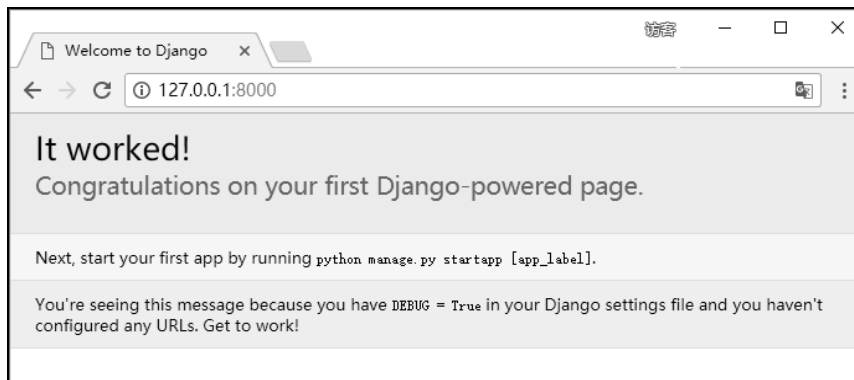 访客
Welcome to Django
127.0.0.1:8000
It worked!
Congratulations on your first Django-powered page.
Next, start your first app by running python manage.py startapp [app_label].
You're seeing this message because you have DEBUG = True in your Django settings file and you haven't
configured any URLs. Get to work!